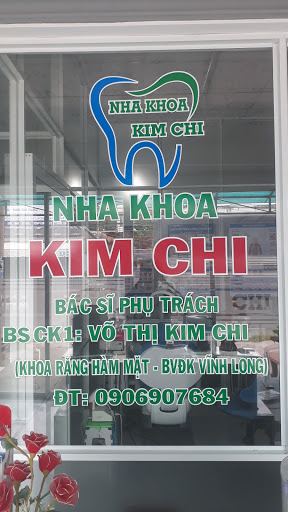 NHA KHOA
KIM CHI
NHA KHOA
KIM CHI
BÁC SĨ PHỤ TRÁCH
BS.CK1: VÕ THỊ KIM CHI
(KHOA RĂNG HÀM MẶT - BVĐK VĨNH LONG)
ĐT: 0906907684